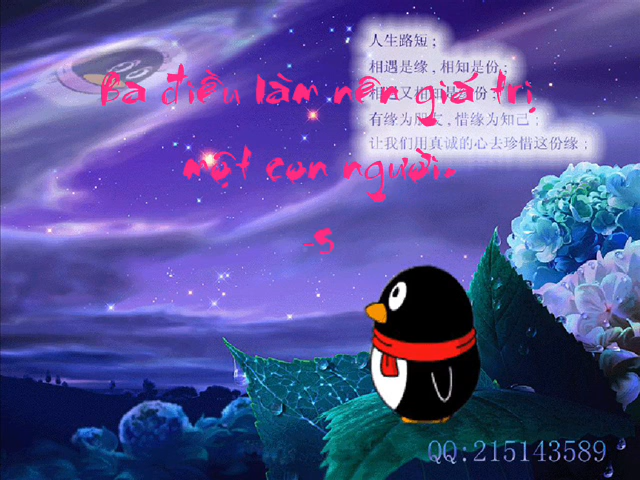 人生路短；
相遇是缘，相知是份；
Ba điều làm nên giá trị
有缘为朋友，惜缘为知己；
让我们用真诚的心去珍惜这份缘；
một con người.
-S
QQ:215143589